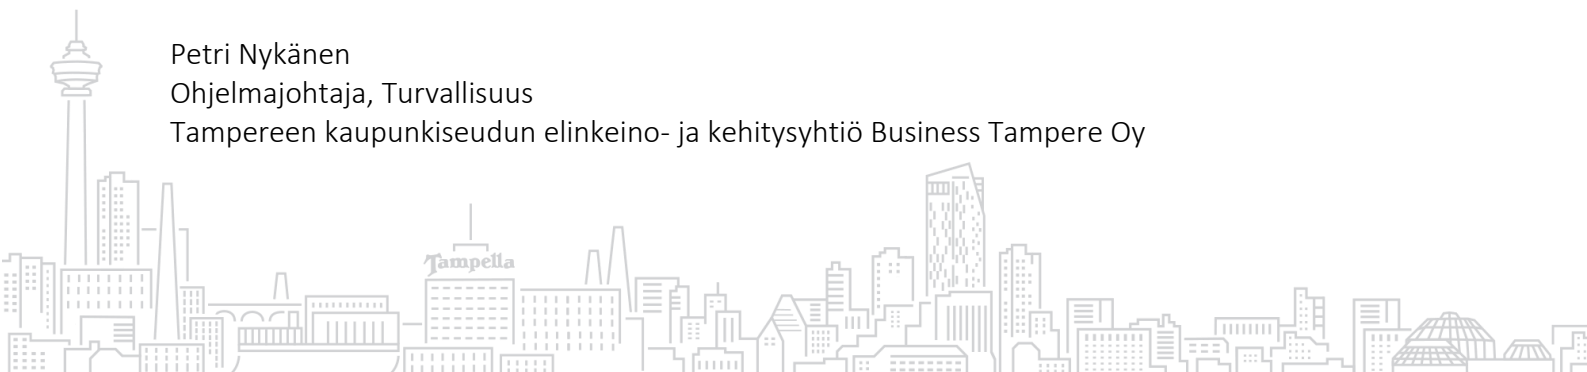 Petri Nykänen
Ohjelmajohtaja, Turvallisuus
Tampereen kaupunkiseudun elinkeino- ja kehitysyhtiö Business Tampere Oy
Tampella